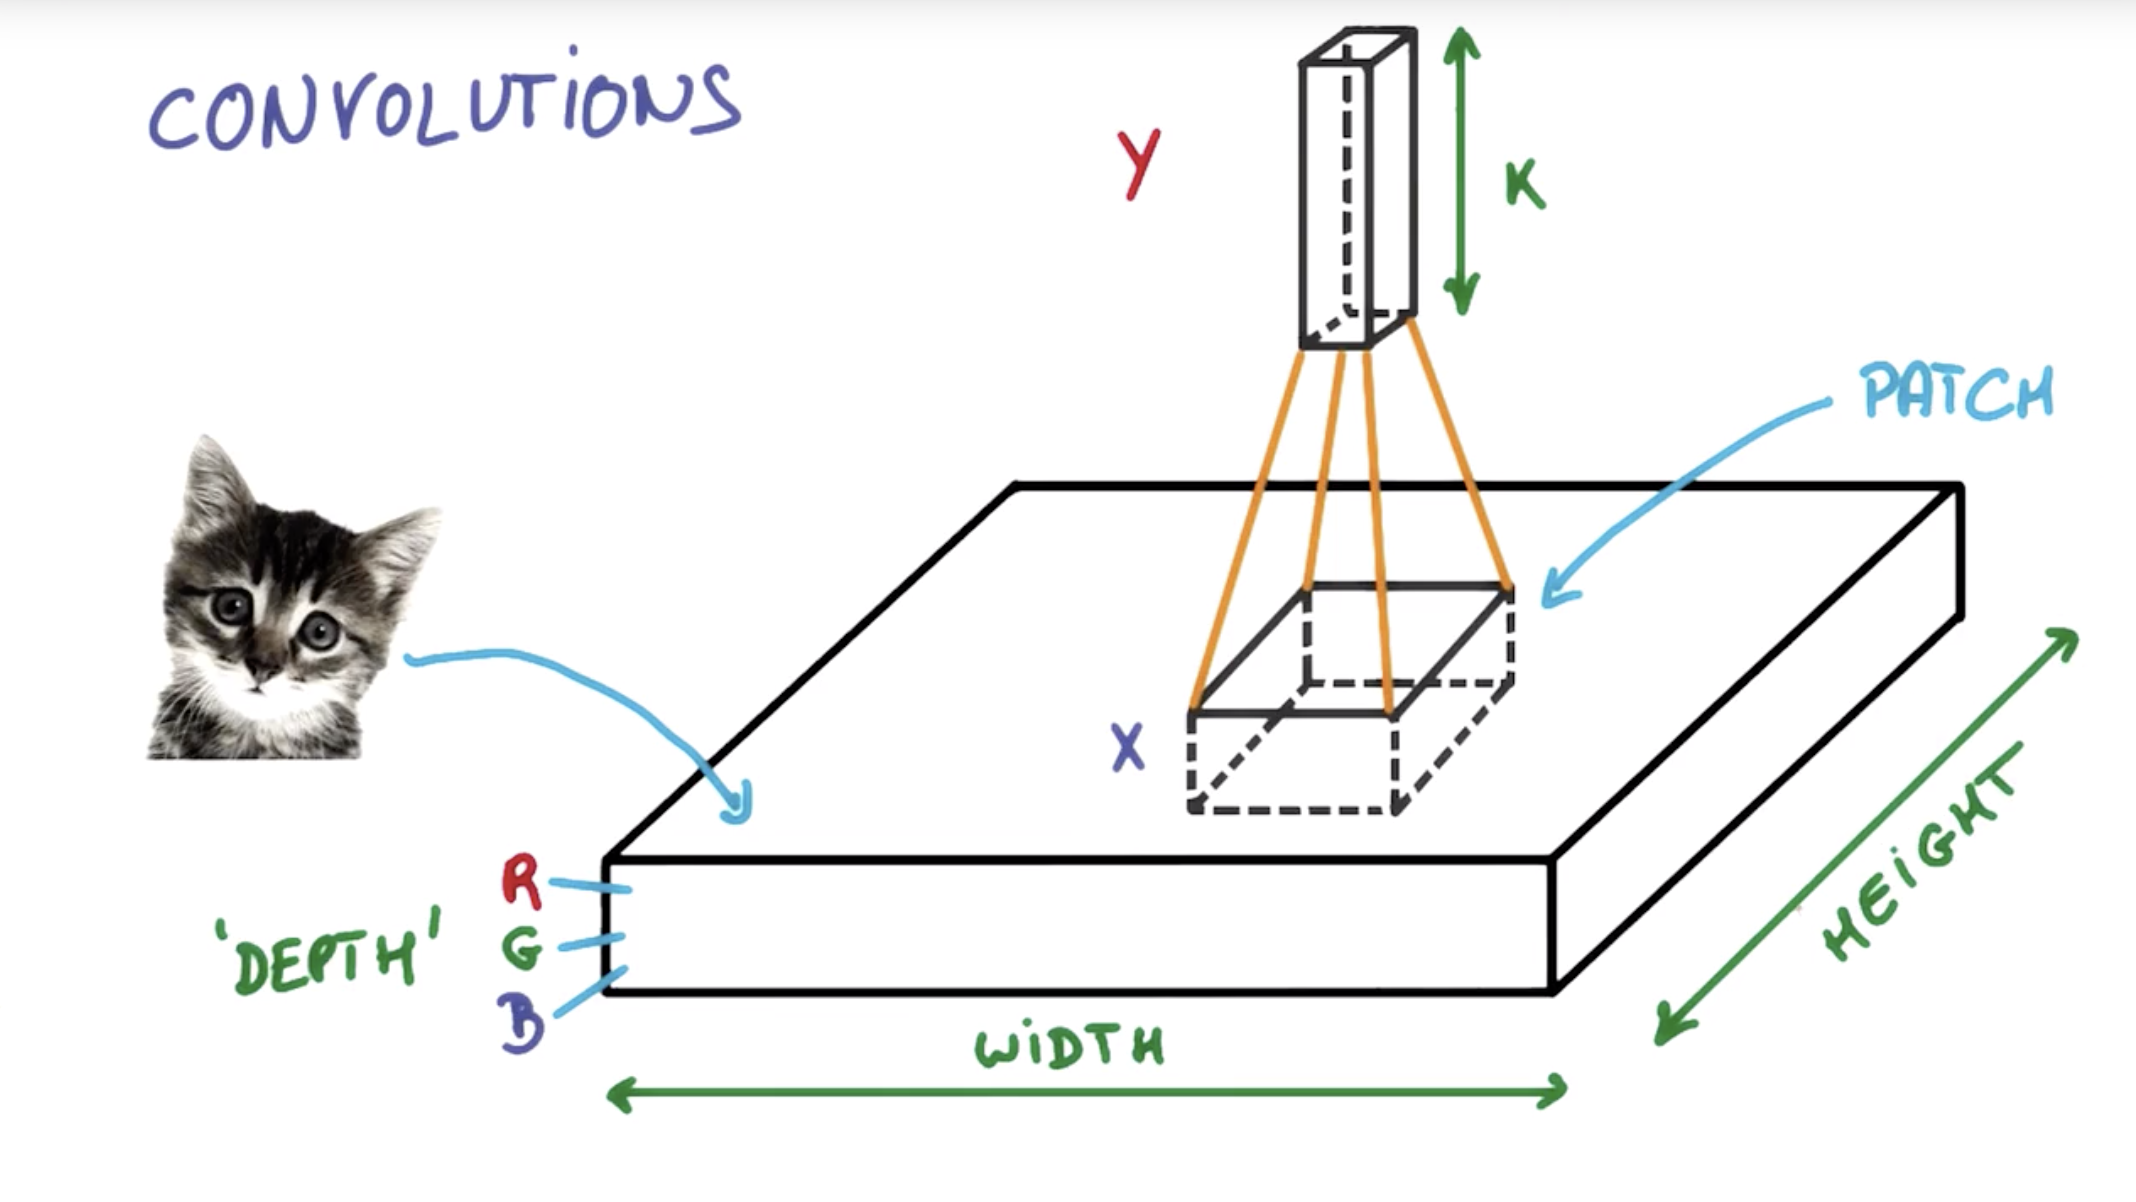 CONVOLUTIONS
Y
K
PATCH
X
R
G
B
'DEPTH'
WIDTH
HEIGHT